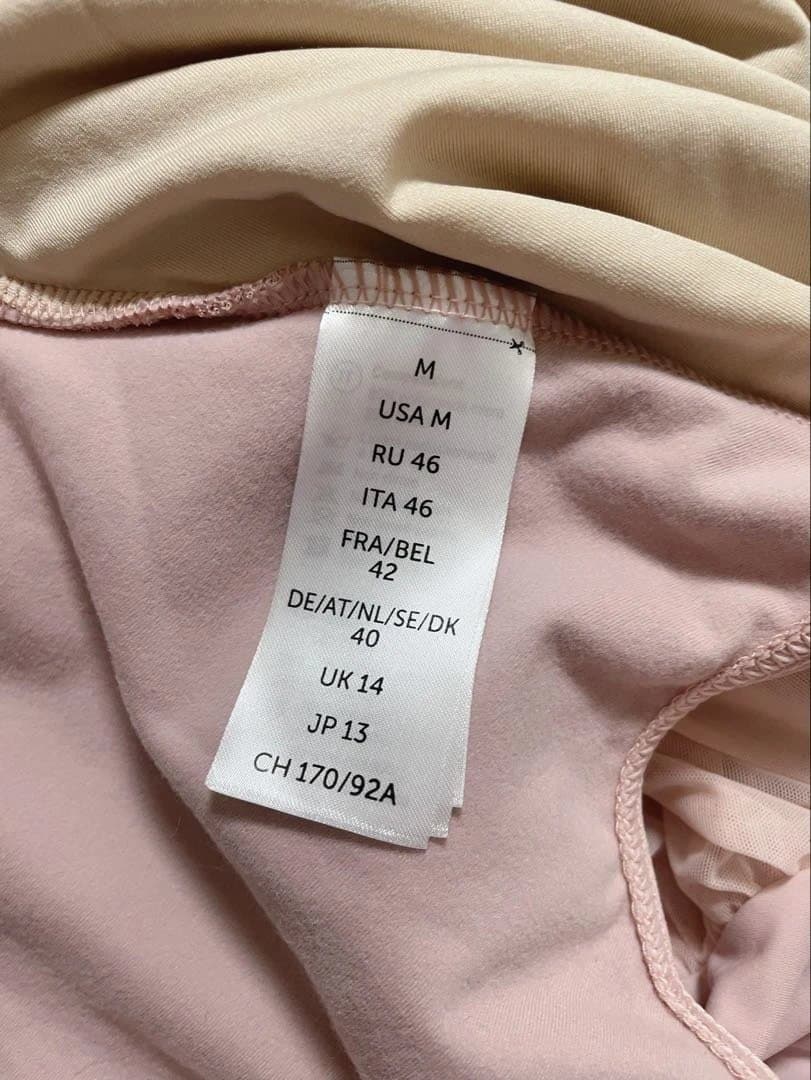 M
USA M
RU 46
ITA 46
FRA/BEL
42
DE/AT/NL/SE/DK
40
UK 14
JP 13
CH 170/92A